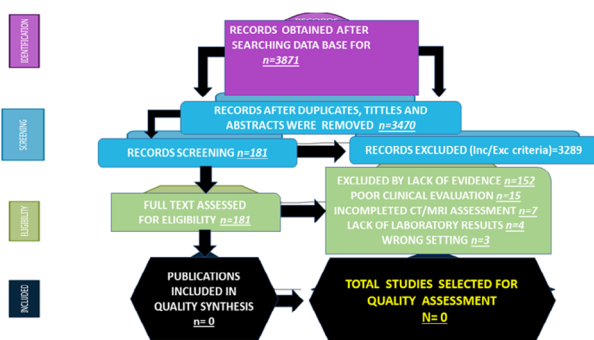 IDENTIFICATION
RECORDS OBTAINED AFTER
SEARCHING DATA BASE FOR
n=3871
SCREENING
RECORDS AFTER DUPLICATES, TITTLES AND
ABSTRACTS WERE REMOVED n=3470
RECORDS SCREENING n=181
RECORDS EXCLUDED (Inc/Exc criteria)=3289
ELIGIBILITY
FULL TEXT ASSESSED
FOR ELIGIBILITY n=181
EXCLUDED BY LACK OF EVIDENCE n=152
POOR CLINICAL EVALUATION n=15
INCOMPLETED CT/MRI ASSESSMENT n=7
LACK OF LABORATORY RESULTS n=4
WRONG SETTING n=3
INCLUDED
PUBLICATIONS
INCLUDED IN
QUALITY SYNTHESIS
n= 0
TOTAL STUDIES SELECTED FOR
QUALITY ASSESSMENT
N= 0